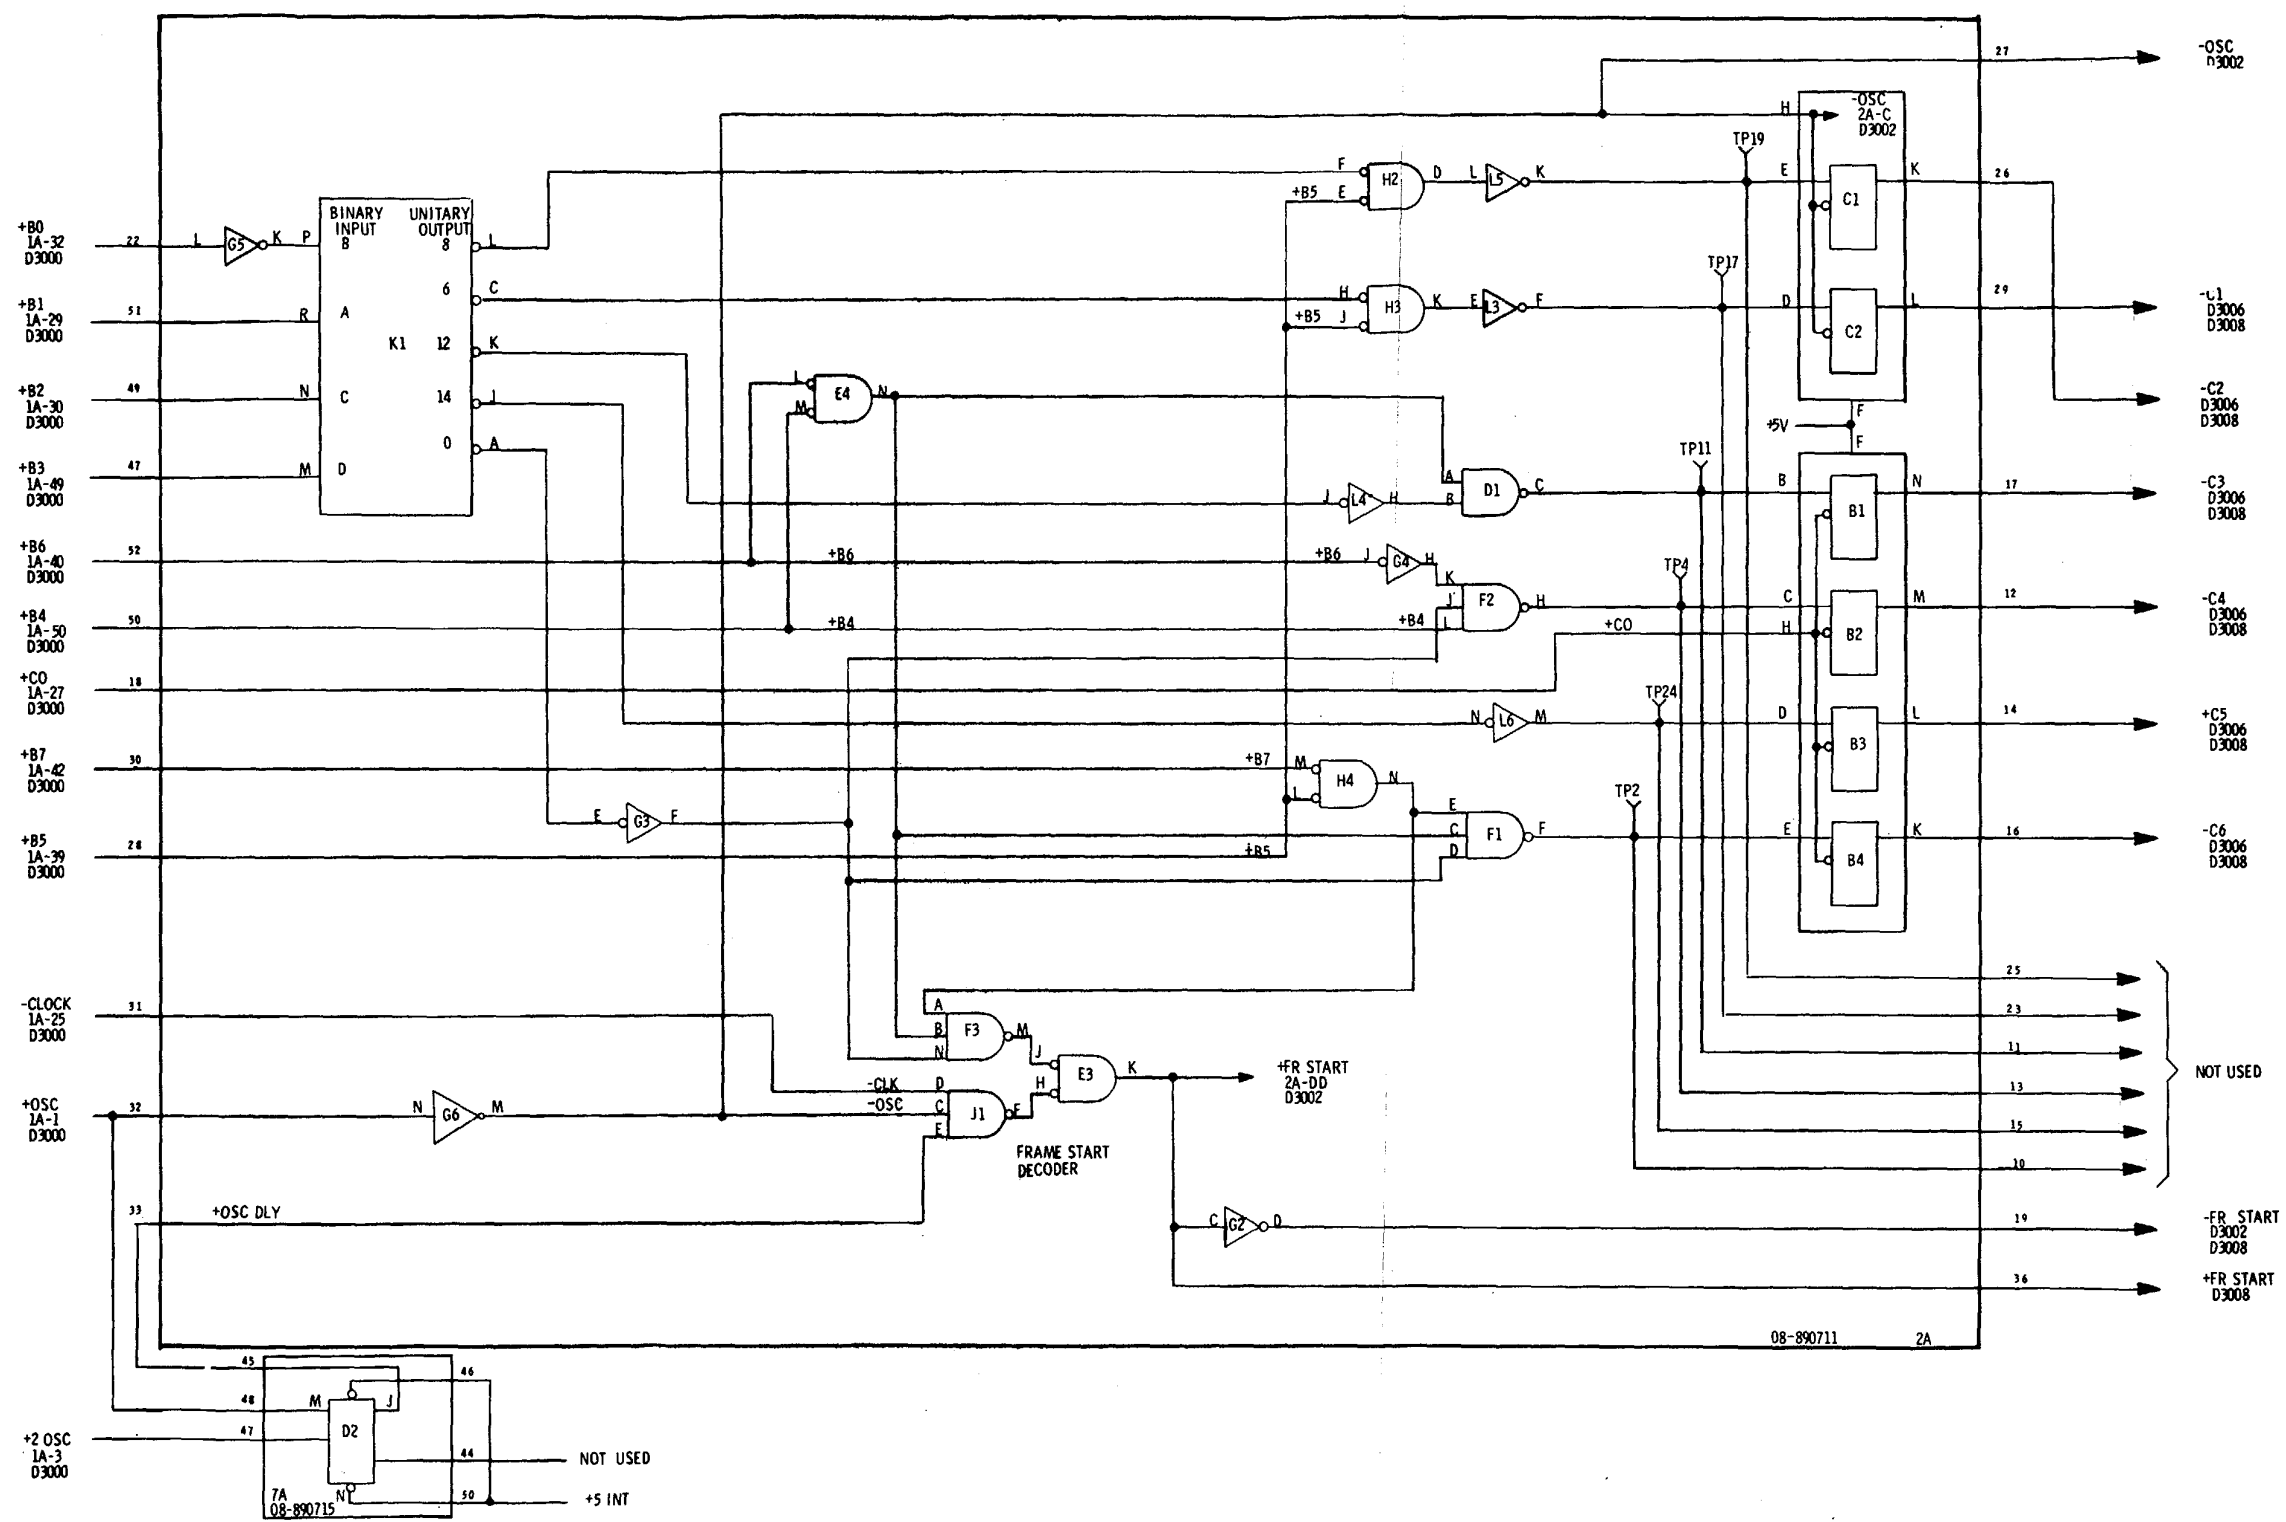 -OSC
D3002
27
H
-OSC
2A-C
D3002
TP19
F
H2
D
L
L5
K
E
C1
K
26
+B5
E
BINARY
INPUT
UNITARY
OUTPUT
+B0
1A-32
D3000
22
L
G5
K
P
B
8
L
TP17
6
C
H
H3
K
E
L3
F
D
C2
L
29
-C1
D3006
D3008
+B1
1A-29
D3000
51
R
A
+B5
J
K1
12
K
+B2
1A-30
D3000
49
N
C
14
J
L
E4
N
M
-C2
D3006
D3008
F
+5V
F
0
A
+B3
1A-49
D3000
47
M
D
TP11
A
D1
C
B
B1
N
17
-C3
D3006
D3008
J
L4
H
B
+B6
1A-40
D3000
52
+B6
+B6
J
G4
H
TP4
K
F2
H
J
C
B2
M
12
-C4
D3006
D3008
+B4
1A-50
D3000
50
+B4
+B4
L
+CO
H
+CO
1A-27
D3000
18
TP24
N
L6
M
D
B3
L
14
+C5
D3006
D3008
+B7
1A-42
D3000
30
+B7
M
H4
N
L
TP2
E
G3
F
E
C
F1
F
D
E
B4
K
16
-C6
D3006
D3008
+B5
1A-39
D3000
28
+B5
25
23
11
13
15
10
NOT USED
-CLOCK
1A-25
D3000
31
A
B
F3
M
N
J
E3
K
H
+FR START
2A-DD
D3002
-CLK
D
-OSC
C
J1
F
E
FRAME START
DECODER
+OSC
1A-1
D3000
32
N
G6
M
33
+OSC DLY
C
G2
D
19
-FR START
D3002
D3008
36
+FR START
D3008
08-890711
2A
45
46
48
M
J
D2
+2 OSC
1A-3
D3000
47
44
NOT USED
N
50
+5 INT
7A
08-890715